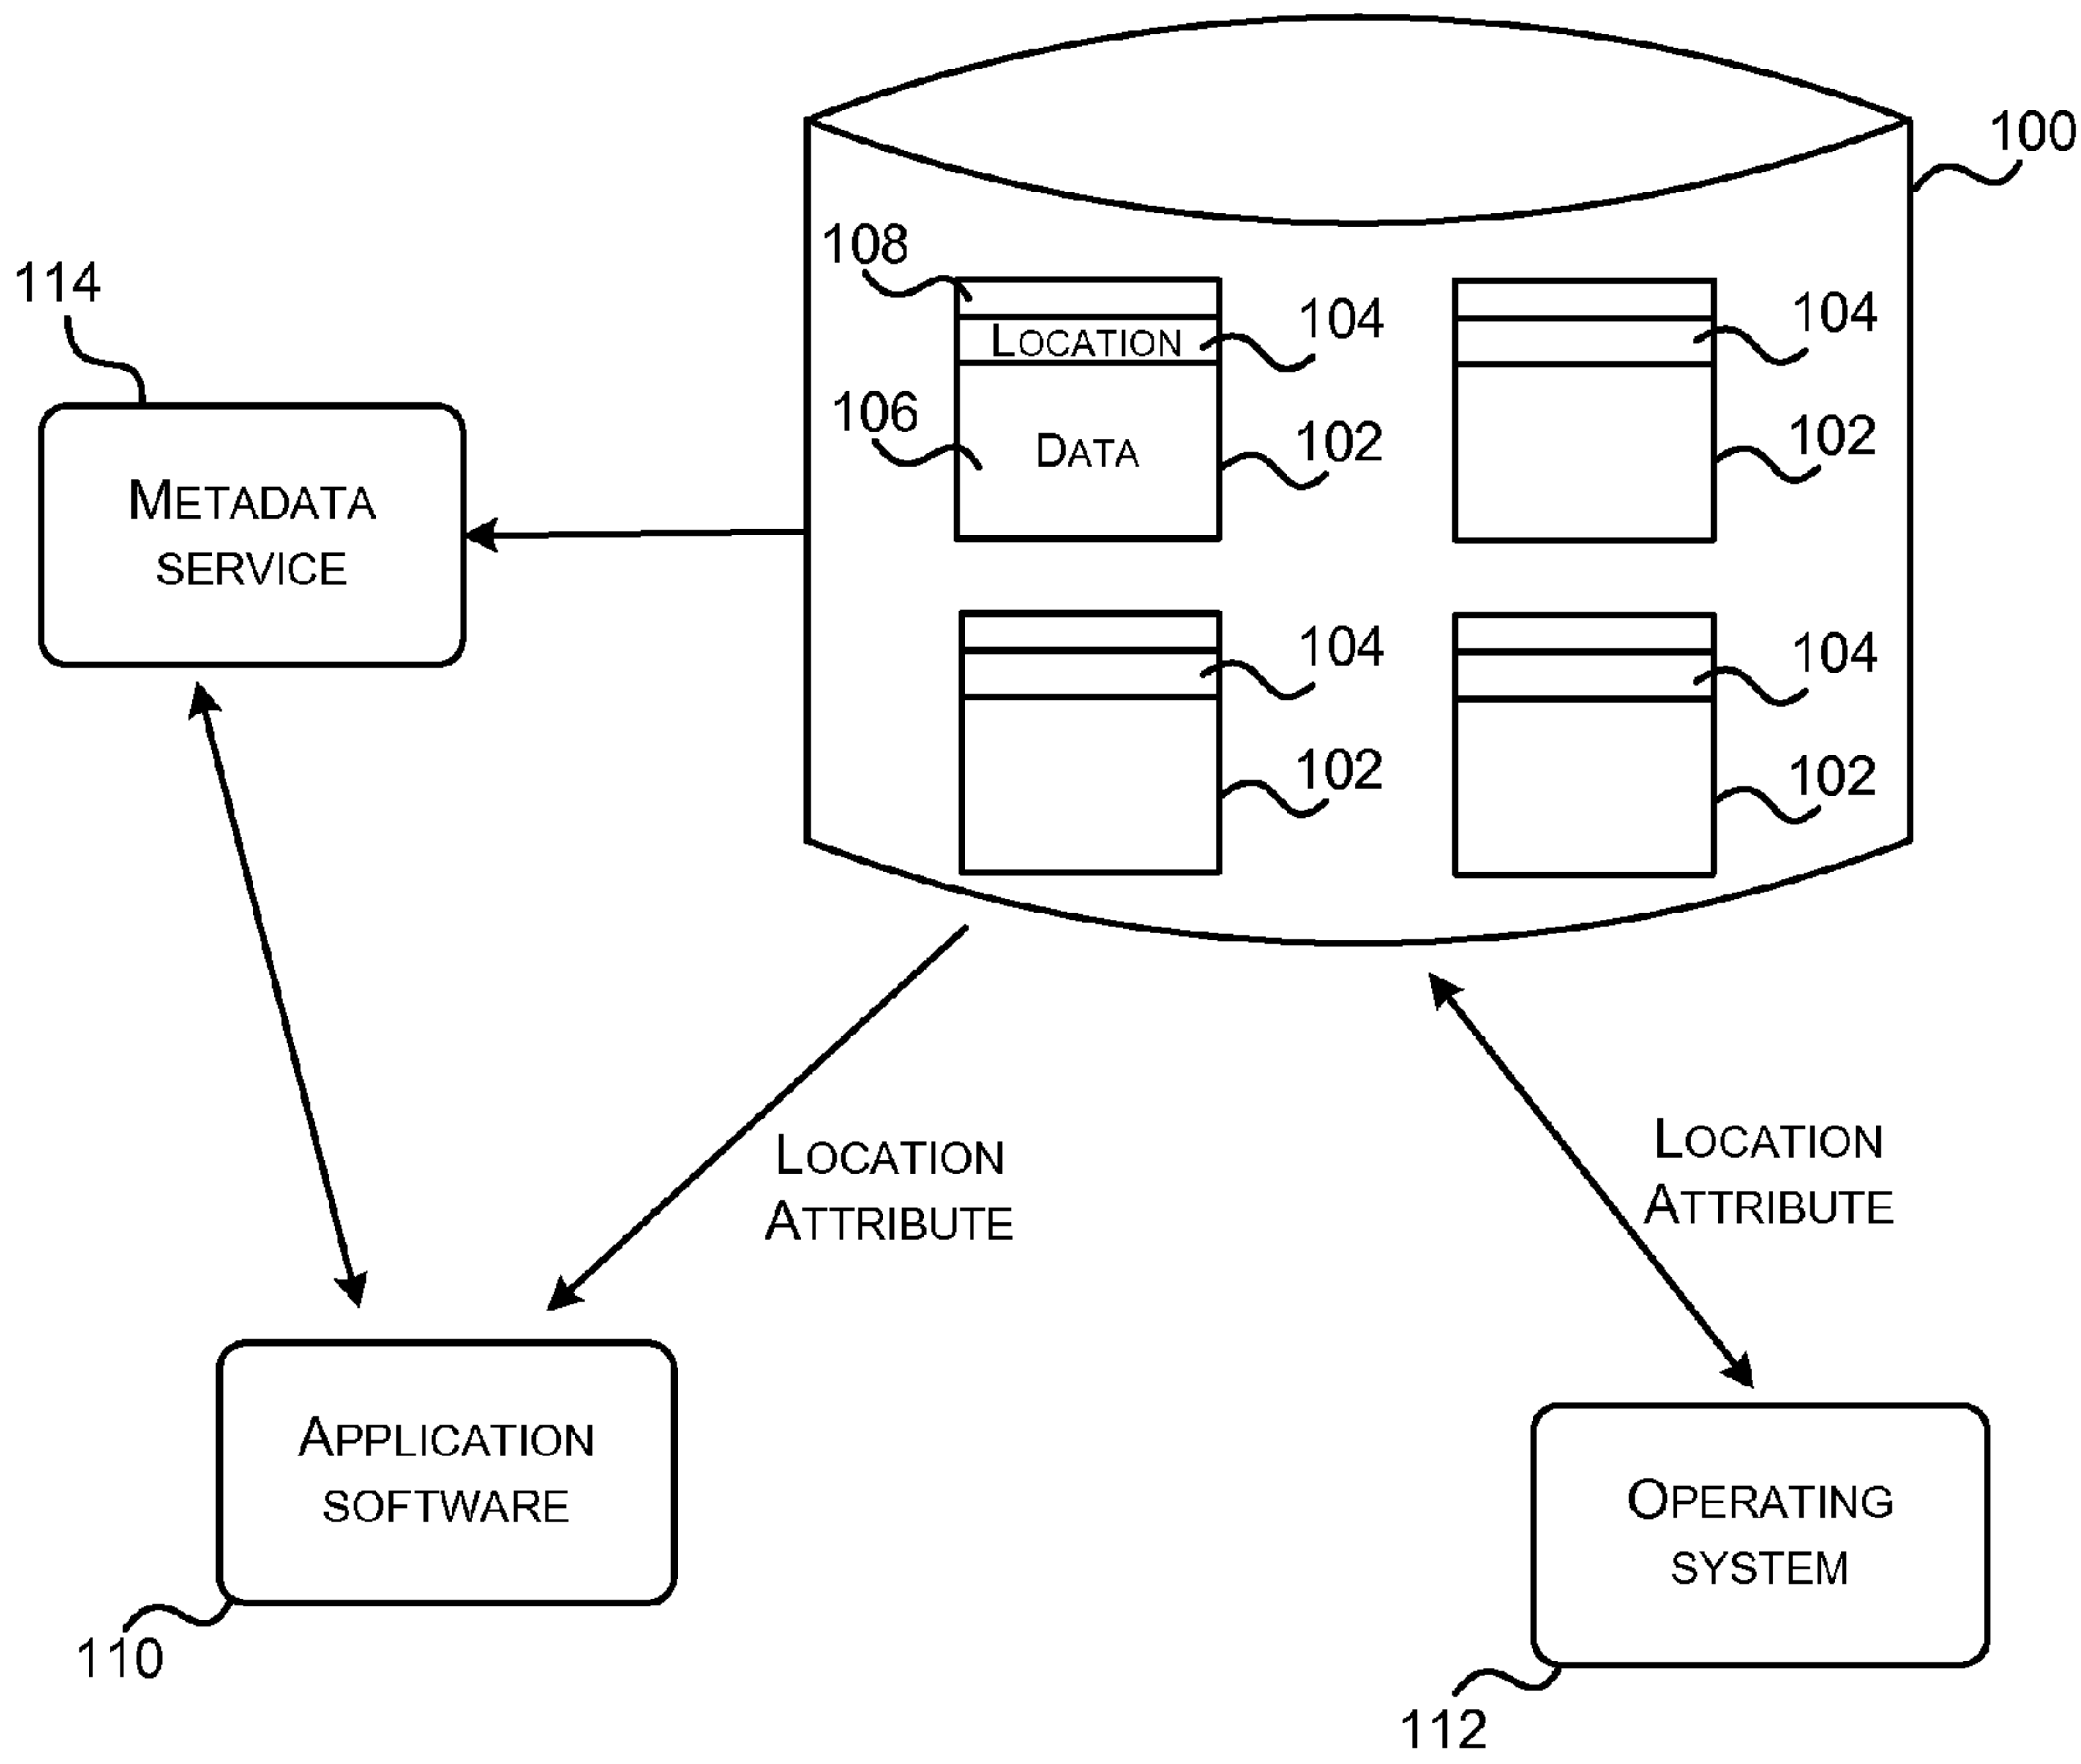 100
108
114
LOCATION
104
104
106
DATA
102
102
METADATA
SERVICE
104
104
102
102
LOCATION
ATTRIBUTE
LOCATION
ATTRIBUTE
APPLICATION
SOFTWARE
OPERATING
SYSTEM
110
112